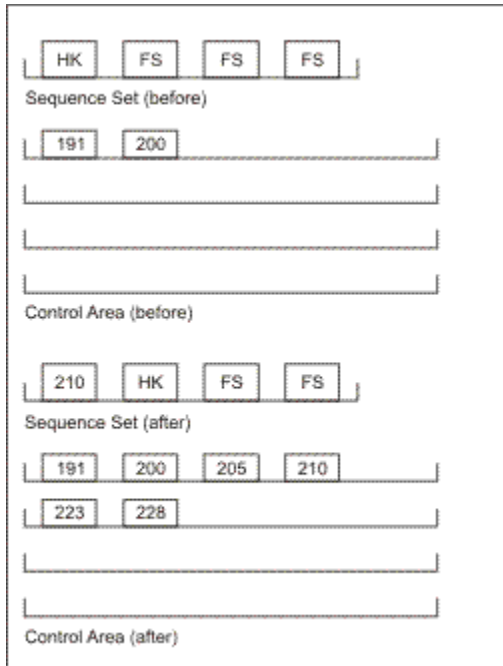 HK FS FS FS
Sequence Set (before)
191 200
Control Area (before)
210 HK FS FS
Sequence Set (after)
191 200 205 210
223 228
Control Area (after)